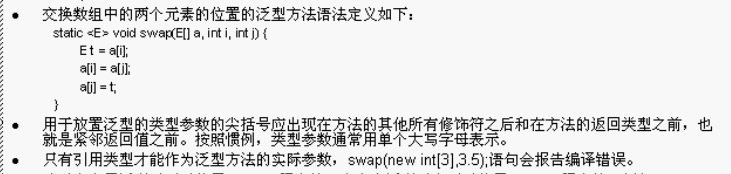 • 交换数组中的两个元素的位置的泛型方法语法定义如下：
static <E> void swap(E[] a, int i, int j) {
E t = a[i];
a[i] = a[j];
a[j] = t;
}
• 用于放置泛型的类型参数的尖括号应出现在方法的其他所有修饰符之后和在方法的返回类型之前，也
就是紧邻返回值之前。按照惯例，类型参数通常用单个大写字母表示。
• 只有引用类型才能作为泛型方法的实际参数，swap(new int[3],3.5);语句会报告编译错误。